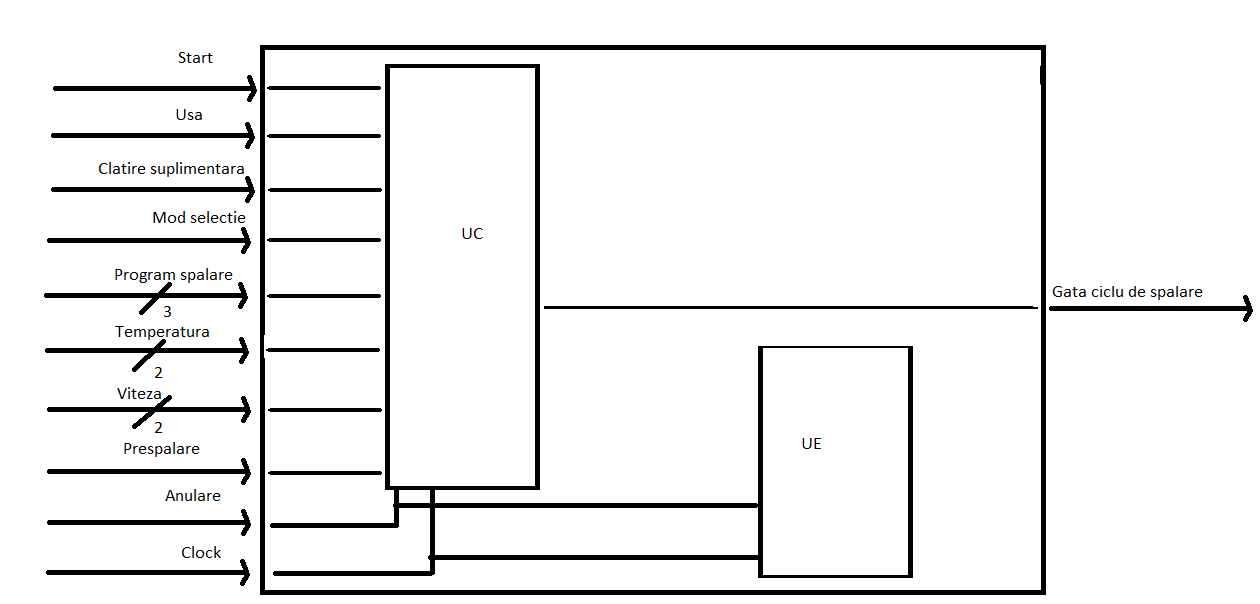 Start
Usa
Clatire suplimentara
Mod selectie
Program spalare
3
Temperatura
2
Viteza
2
Prespalare
Anulare
Clock
UC
UE
Gata ciclu de spalare